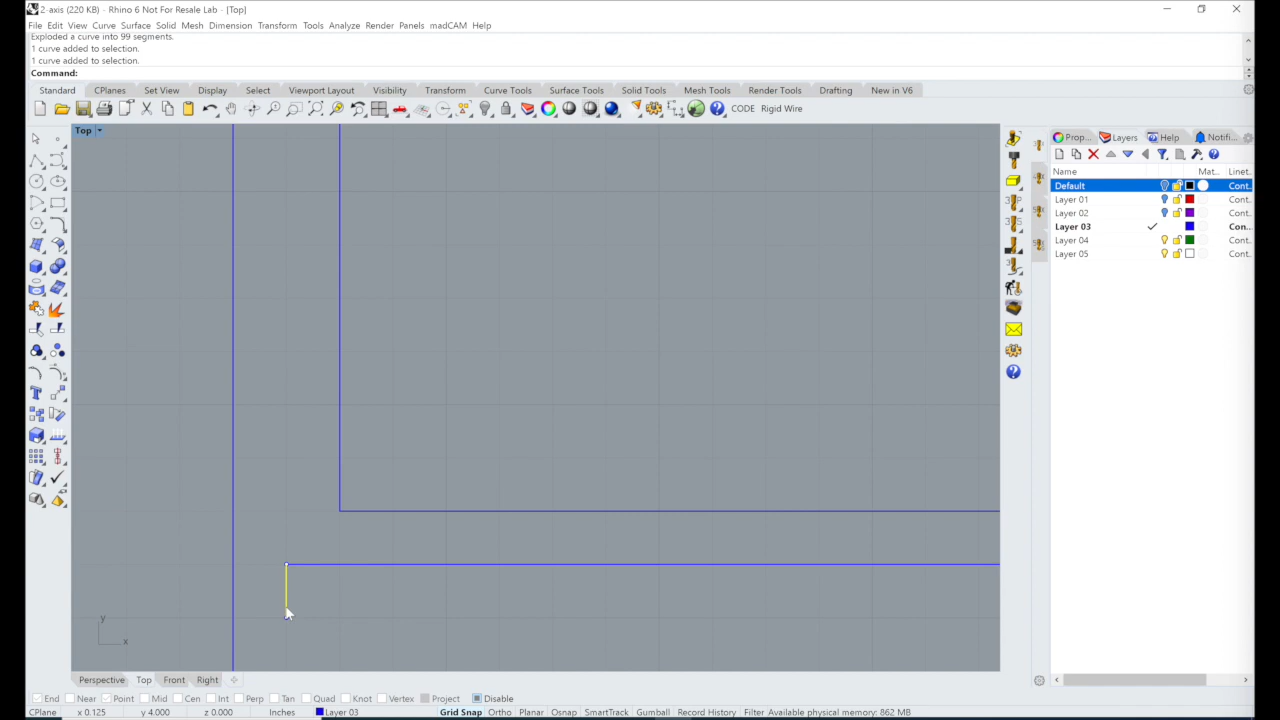 2-axis (220 KB) - Rhino 6 Not For Resale Lab - [Top]
File Edit View Curve Surface Solid Mesh Dimension Transform Tools Analyze Render Panels madCAM Help
Exploded a curve into 99 segments.
1 curve added to selection.
1 curve added to selection.
Command:
Standard CPlanes Set View Display Select Viewport Layout Visibility Transform Curve Tools Surface Tools Solid Tools Mesh Tools Render Tools Drafting New in V6
CODE Rigid Wire
Top
Prop... Layers Help Notifi...
Name Mat... Linet
Default Cont.
Layer 01 Cont.
Layer 02 Cont.
Layer 03 Con...
Layer 04 Cont.
Layer 05 Cont.
y
x
Perspective Top Front Right
End Near Point Mid Cen Int Perp Tan Quad Knot Vertex Project Disable
CPlane x 0.125 y 4.000 z 0.000 Inches Layer 03 Grid Snap Ortho Planar Osnap SmartTrack Gumball Record History Filter Available physical memory: 862 MB